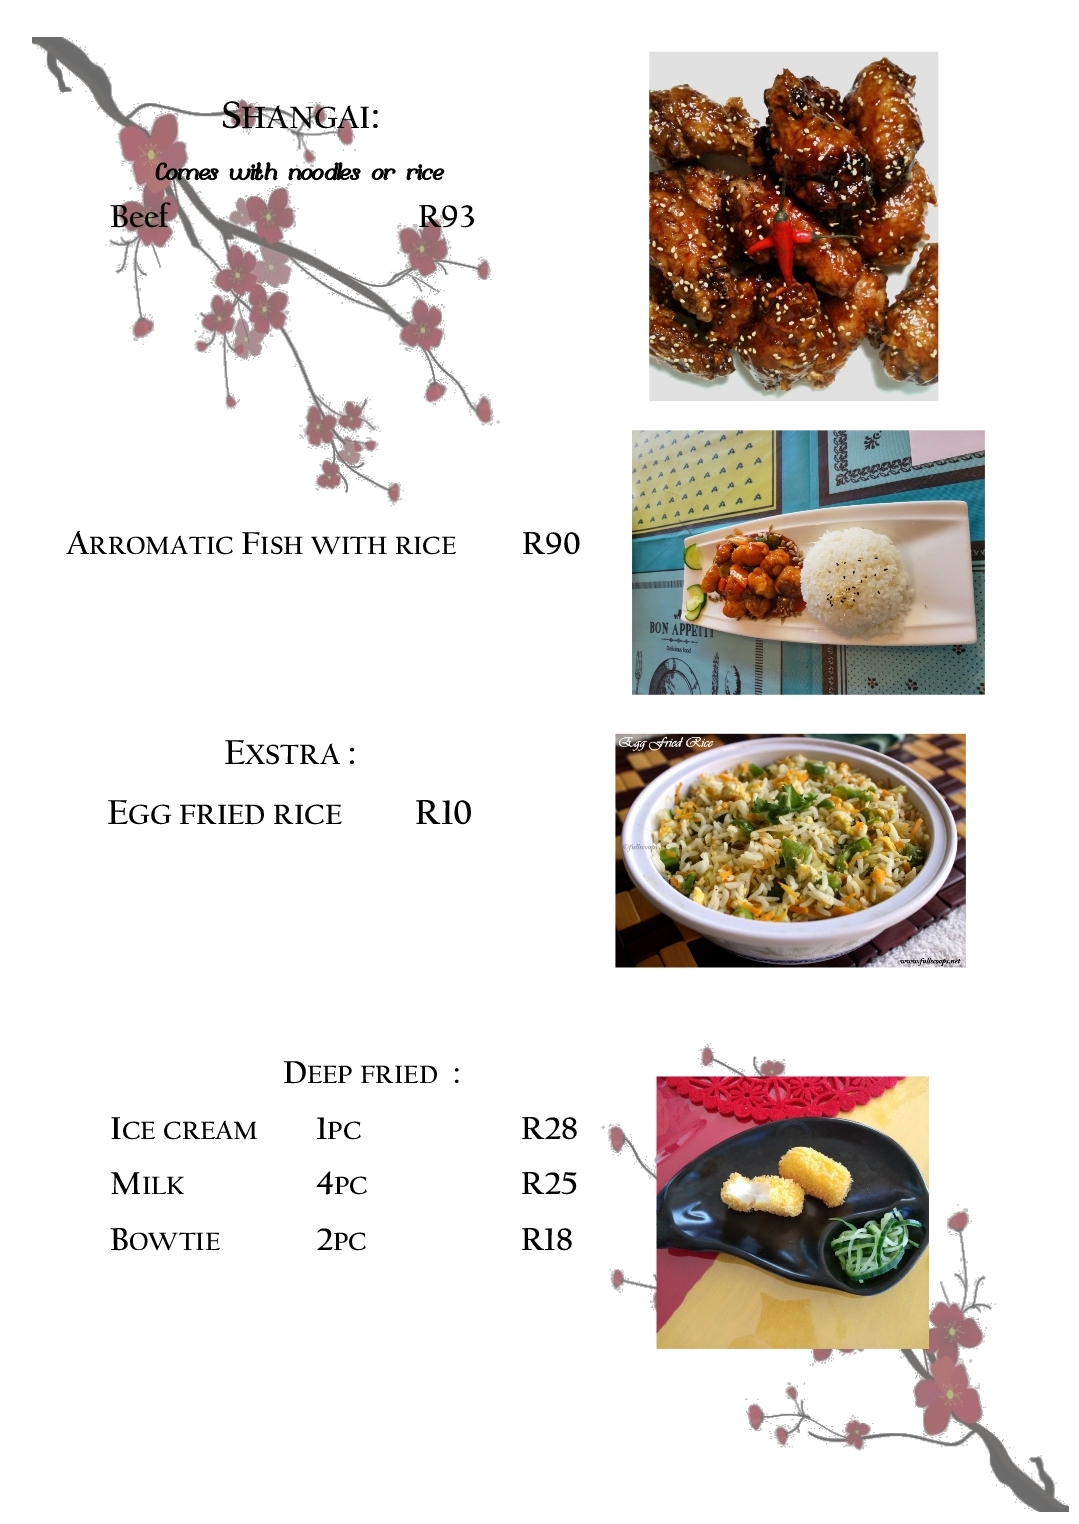 Shangai:
Comes with noodles or rice
Beef R93
Arromatic Fish with rice R90
BON APPETIT
Delicious food
Exstra :
Egg Fried Rice
Egg fried rice R10
©fullscoops
www.fullscoops.net
Deep fried :
Ice cream 1pc R28
Milk 4pc R25
Bowtie 2pc R18